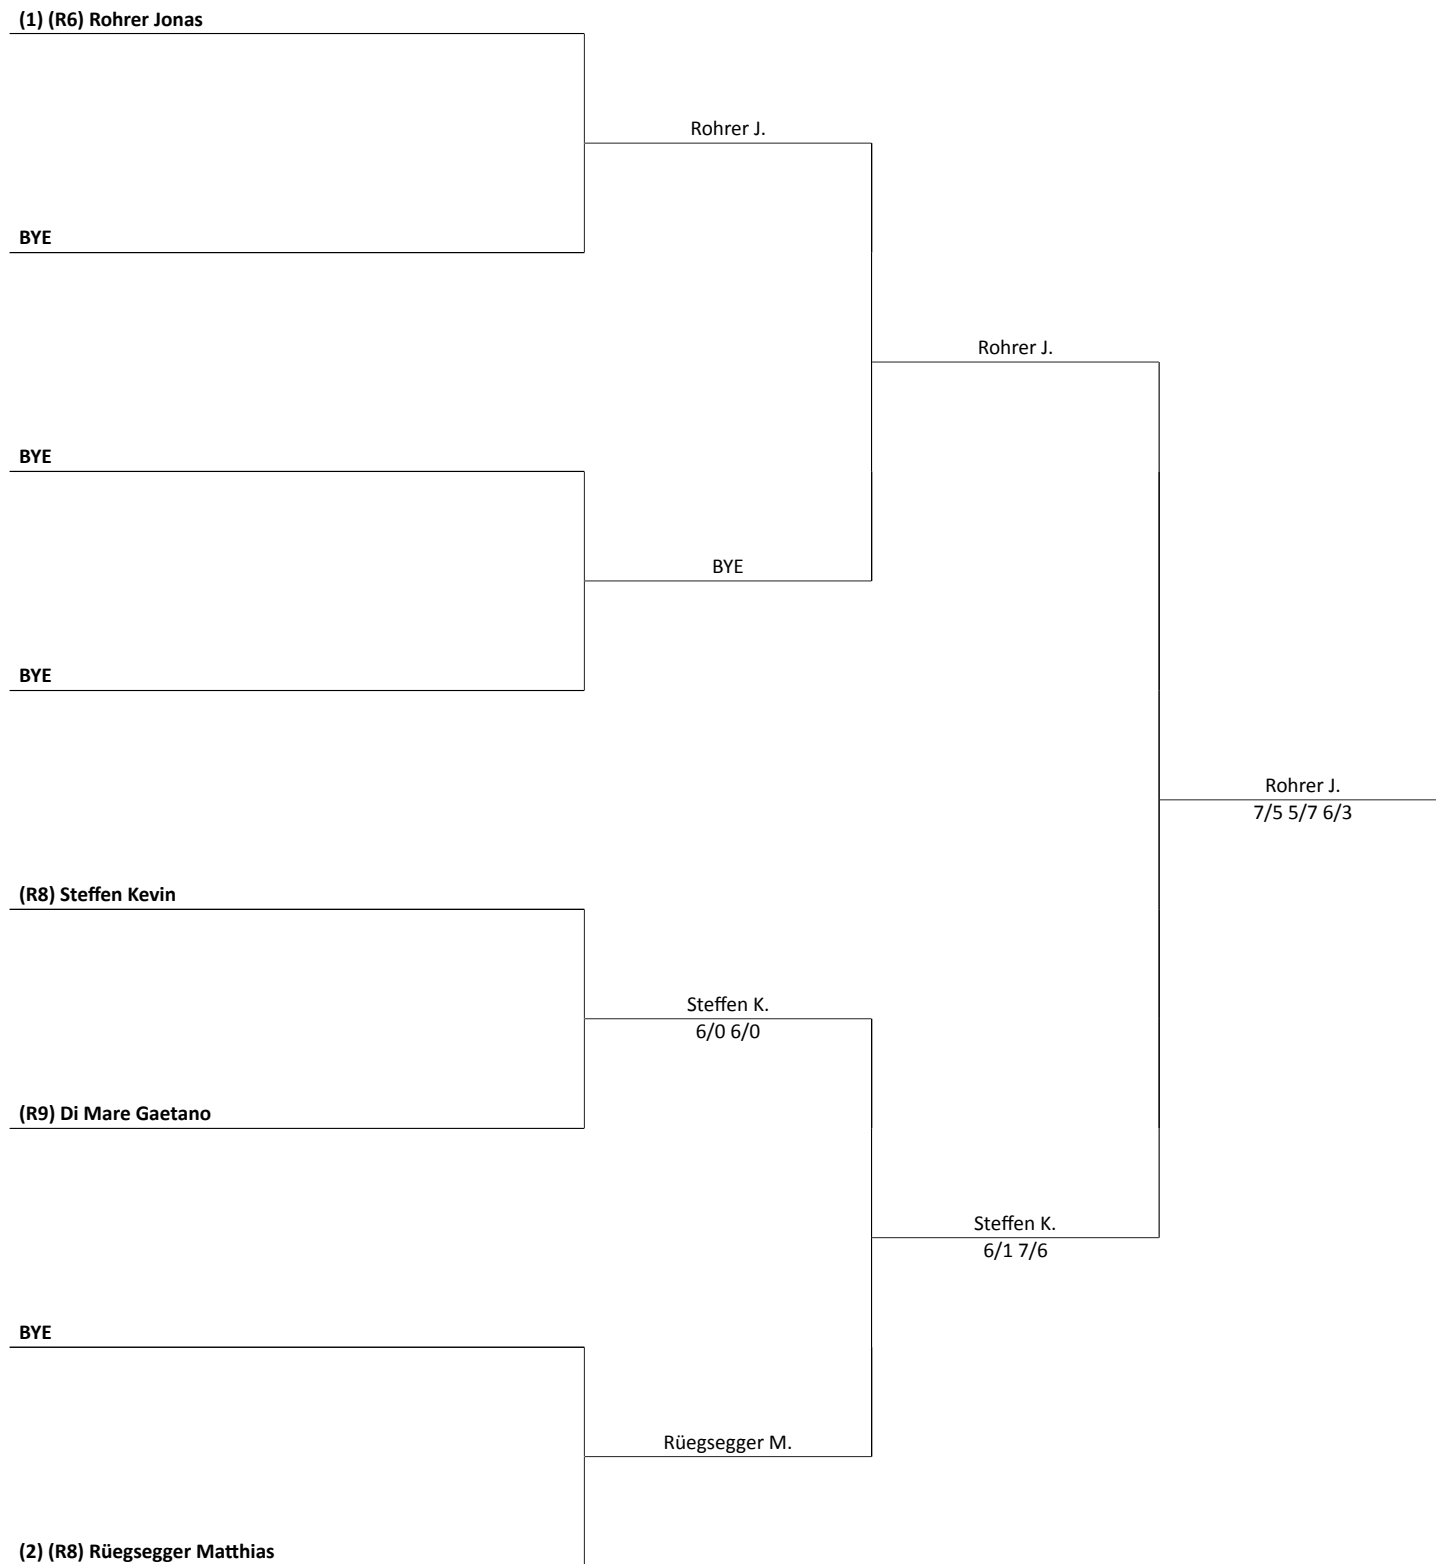 (1) (R6) Rohrer Jonas
Rohrer J.
BYE
Rohrer J.
BYE
BYE
BYE
Rohrer J.
7/5 5/7 6/3
(R8) Steffen Kevin
Steffen K.
6/0 6/0
(R9) Di Mare Gaetano
Steffen K.
6/1 7/6
BYE
Rüegsegger M.
(2) (R8) Rüegsegger Matthias